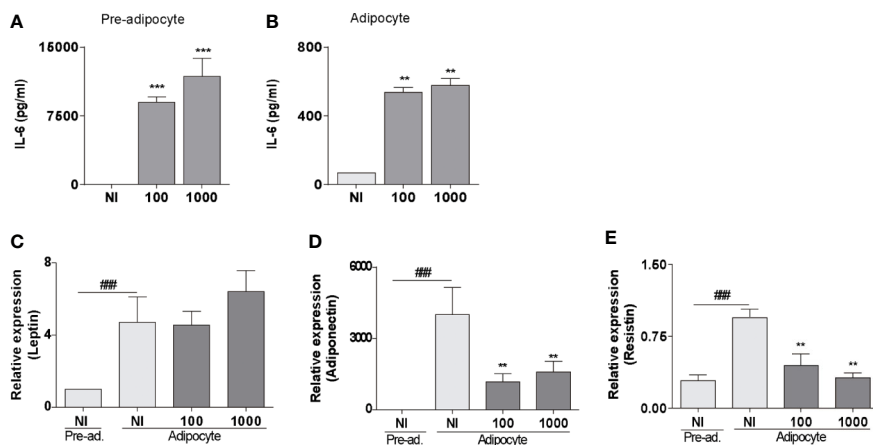 A
Pre-adipocyte
IL-6 (pg/ml)
15000
7500
0
***
***
NI
100
1000
B
Adipocyte
IL-6 (pg/ml)
800
400
0
**
**
NI
100
1000
C
Relative expression
(Leptin)
8
4
0
###
NI
NI
100
1000
Pre-ad.
Adipocyte
D
Relative expression
(Adiponectin)
6000
3000
0
###
**
**
NI
NI
100
1000
Pre-ad.
Adipocyte
E
Relative expression
(Resistin)
1.50
0.75
0.00
###
**
**
NI
NI
100
1000
Pre-ad.
Adipocyte